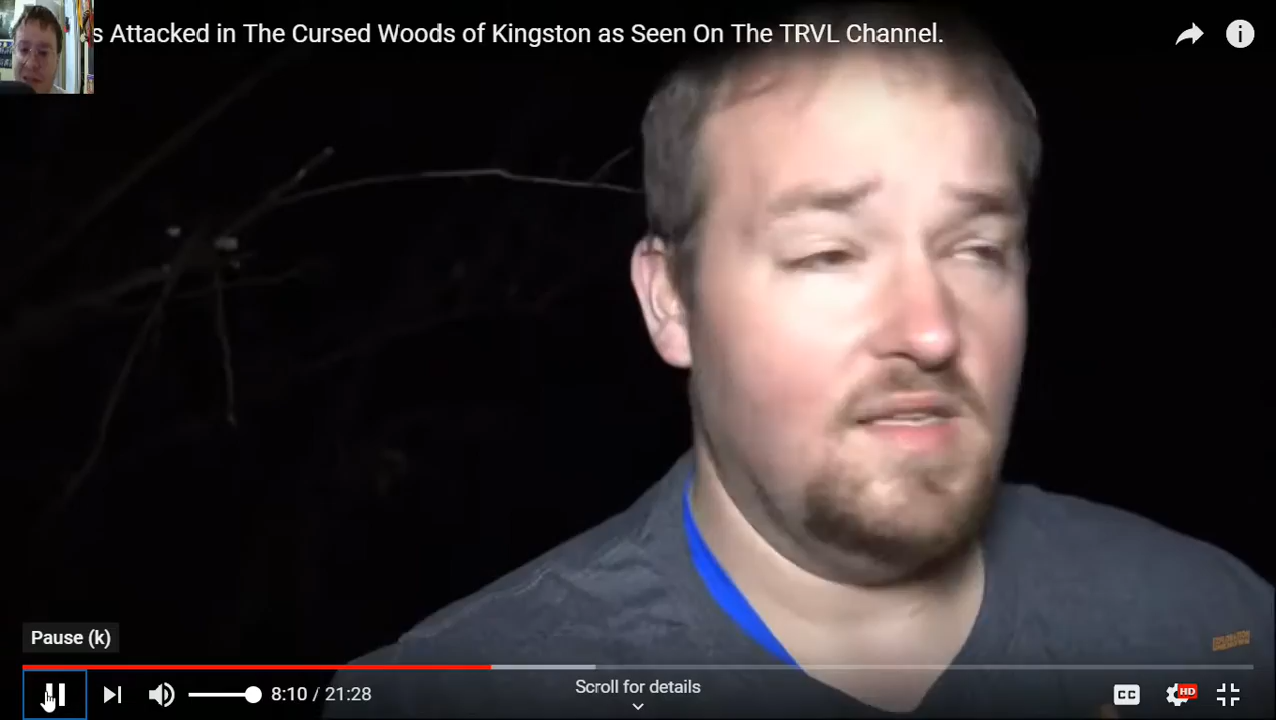 s Attacked in The Cursed Woods of Kingston as Seen On The TRVL Channel.
Pause (k)
8:10 / 21:28
Scroll for details
CC
HD